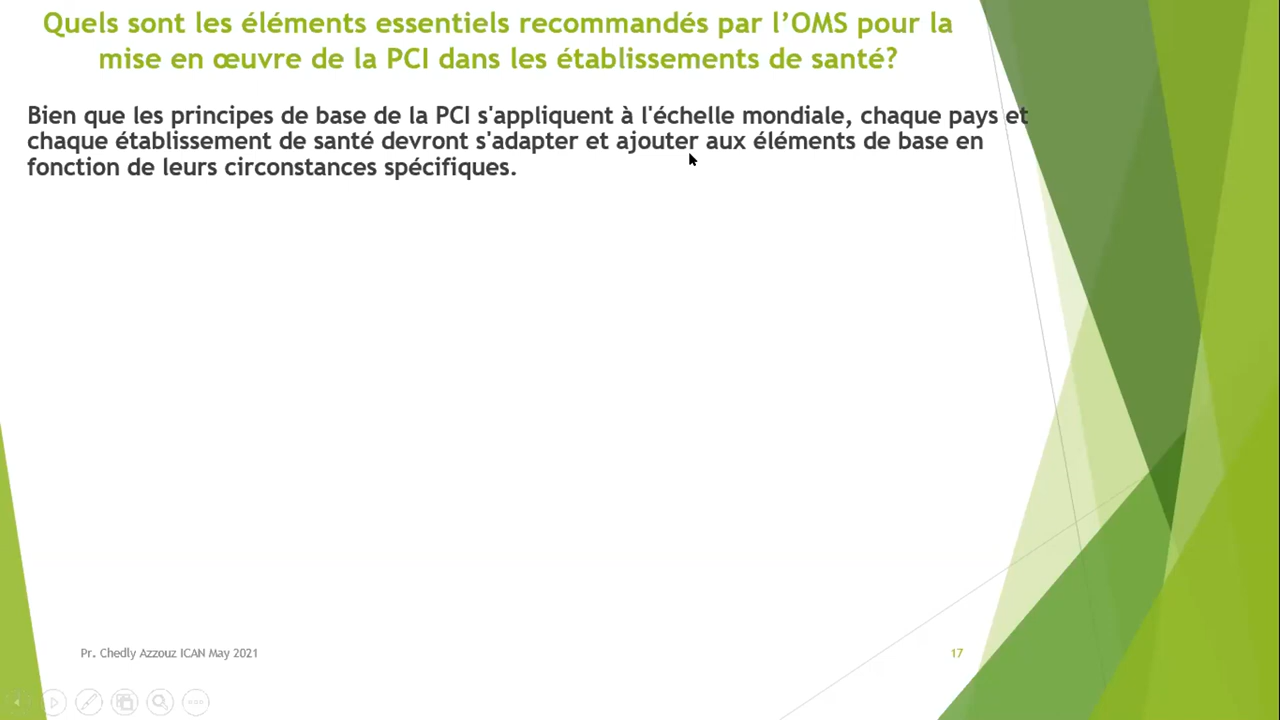 Quels sont les éléments essentiels recommandés par l’OMS pour la
mise en œuvre de la PCI dans les établissements de santé?
Bien que les principes de base de la PCI s'appliquent à l'échelle mondiale, chaque pays et
chaque établissement de santé devront s'adapter et ajouter aux éléments de base en
fonction de leurs circonstances spécifiques.
Pr. Chedly Azzouz ICAN May 2021
17